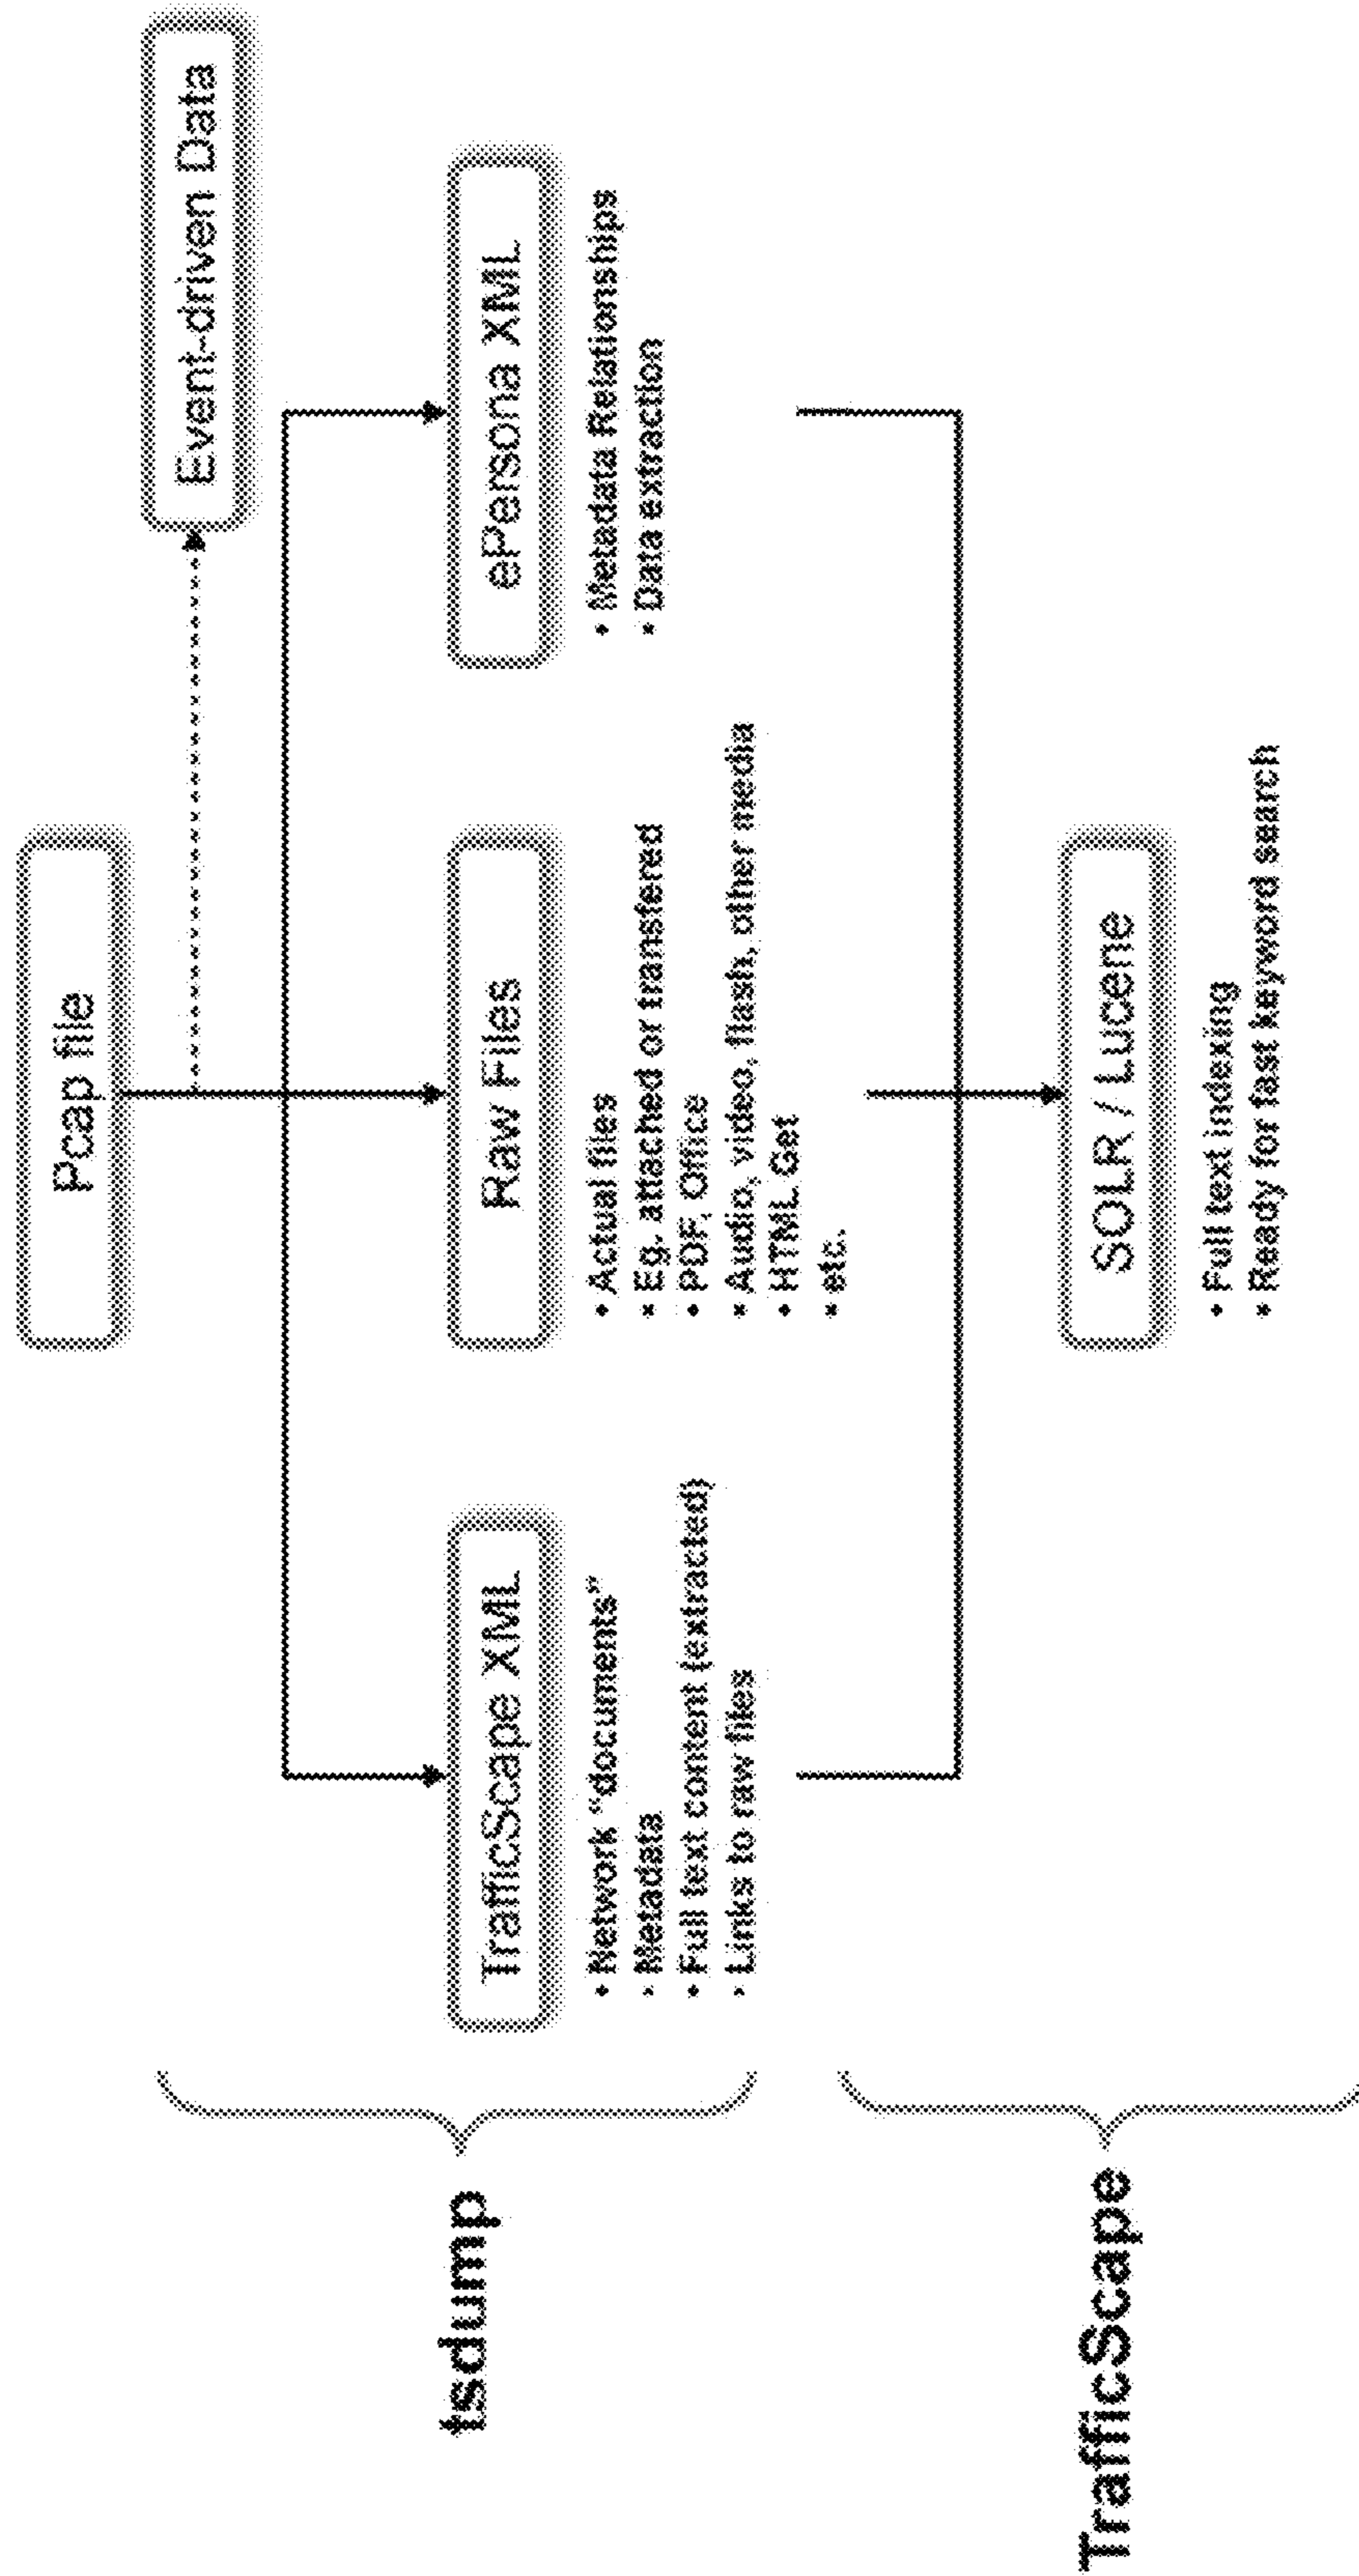 Pcap file
Event-driven Data
tsdump
TrafficScape XML
• Network “documents”
• Metadata
• Full text content (extracted)
• Links to raw files
Raw Files
• Actual files
• Eg, attached or transfered
• PDF, Office
• Audio, video, flash, other media
• HTML Get
• etc.
ePersona XML
• Metadata Relationships
• Data extraction
TrafficScape
SOLR / Lucene
• Full text indexing
• Ready for fast keyword search